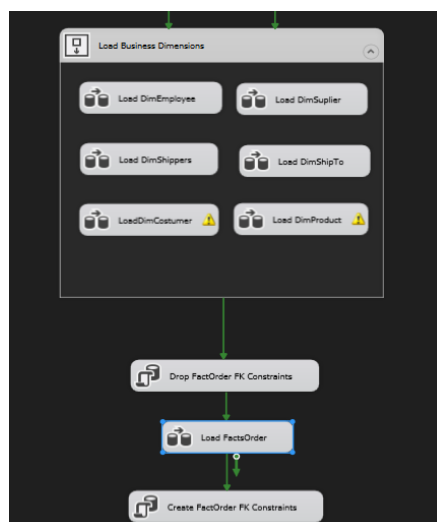 Load Business Dimensions
Load DimEmployee
Load DimSuplier
Load DimShippers
Load DimShipTo
LoadDimCostumer
Load DimProduct
Drop FactOrder FK Constraints
Load FactsOrder
Create FactOrder FK Constraints